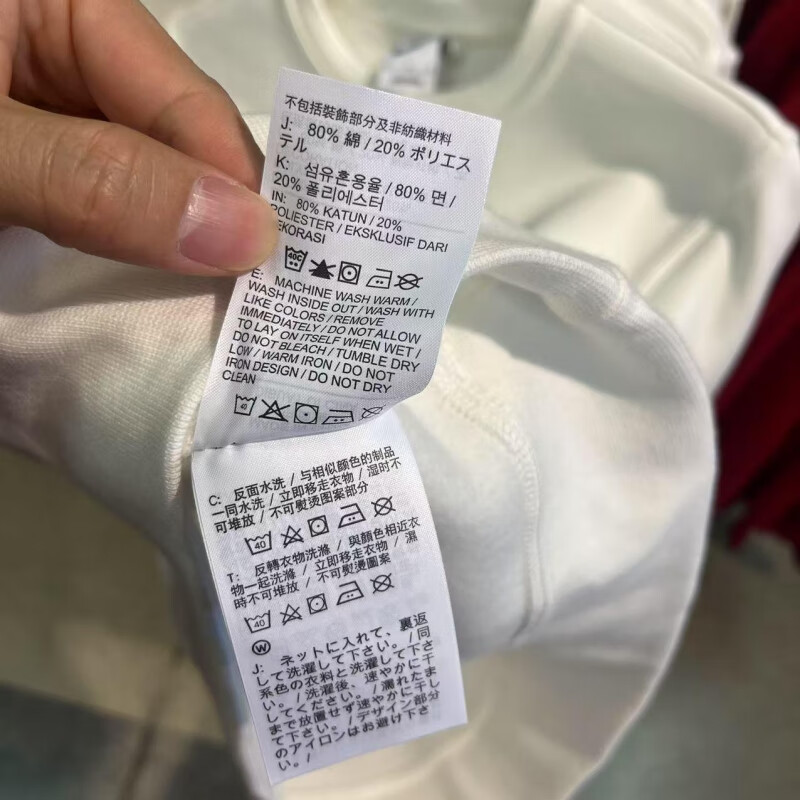 不包括裝飾部分及非紡織材料
J: 80% 綿 / 20% ポリエス
テル
K: 섬유혼용율 / 80% 면 /
20% 폴리에스터
IN: 80% KATUN / 20%
POLIESTER / EKSKLUSIF DARI
EKORASI
40C
E: MACHINE WASH WARM /
WASH INSIDE OUT / WASH WITH
LIKE COLORS / REMOVE
IMMEDIATELY / DO NOT ALLOW
TO LAY ON ITSELF WHEN WET /
DO NOT BLEACH / TUMBLE DRY
LOW / WARM IRON / DO NOT
IRON DESIGN / DO NOT DRY
CLEAN
40
C: 反面水洗 / 与相似颜色的制品
一同水洗 / 立即移走衣物 / 湿时不
可堆放 / 不可熨烫图案部分
40
T: 反轉衣物洗滌 / 與顏色相近衣
物一起洗滌 / 立即移走衣物 / 濕
時不可堆放 / 不可熨燙圖案
40
W
J: ネットに入れて、裏返
して洗濯して下さい。/ 同
系色の衣料と洗濯して下さ
い。/ 洗濯後、速やかに干
してください。/ 濡れたま
まで放置せず速やかに干し
て下さい。/ デザイン部分
のアイロンはお避け下さ
い。